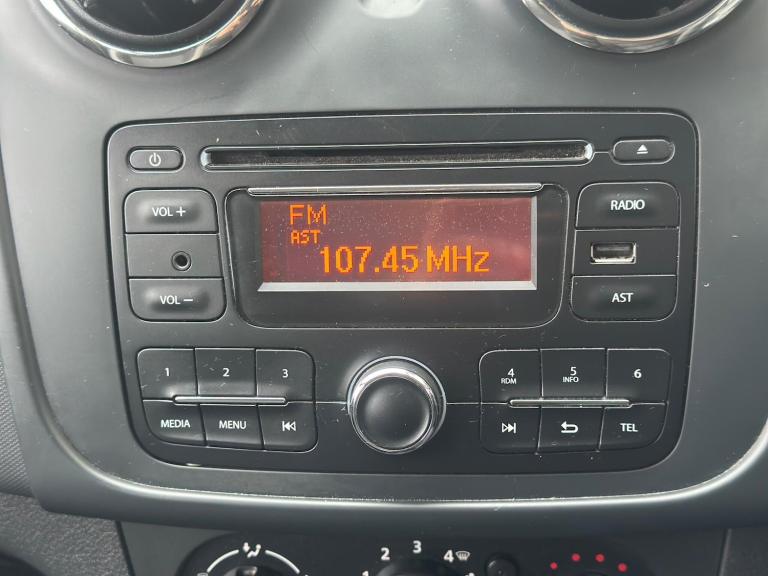 VOL +
FM
RADIO
AST
107.45 MHz
VOL –
AST
1
2
3
4
RDM
5
INFO
6
MEDIA
MENU
TEL
1
2
3
4